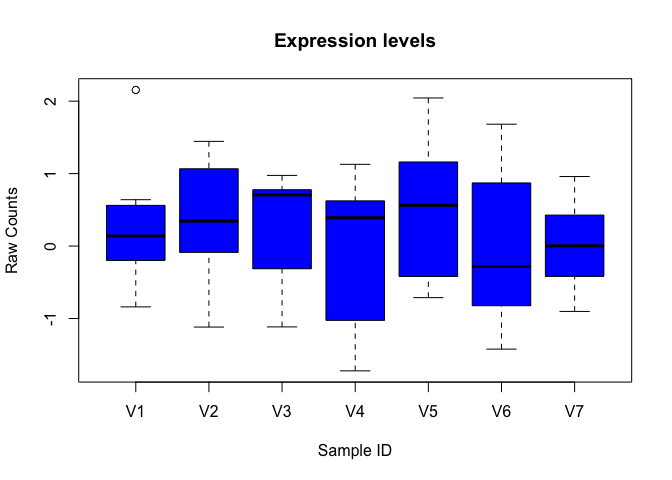 Expression levels
Raw Counts
2
1
0
-1
V1 V2 V3 V4 V5 V6 V7
Sample ID